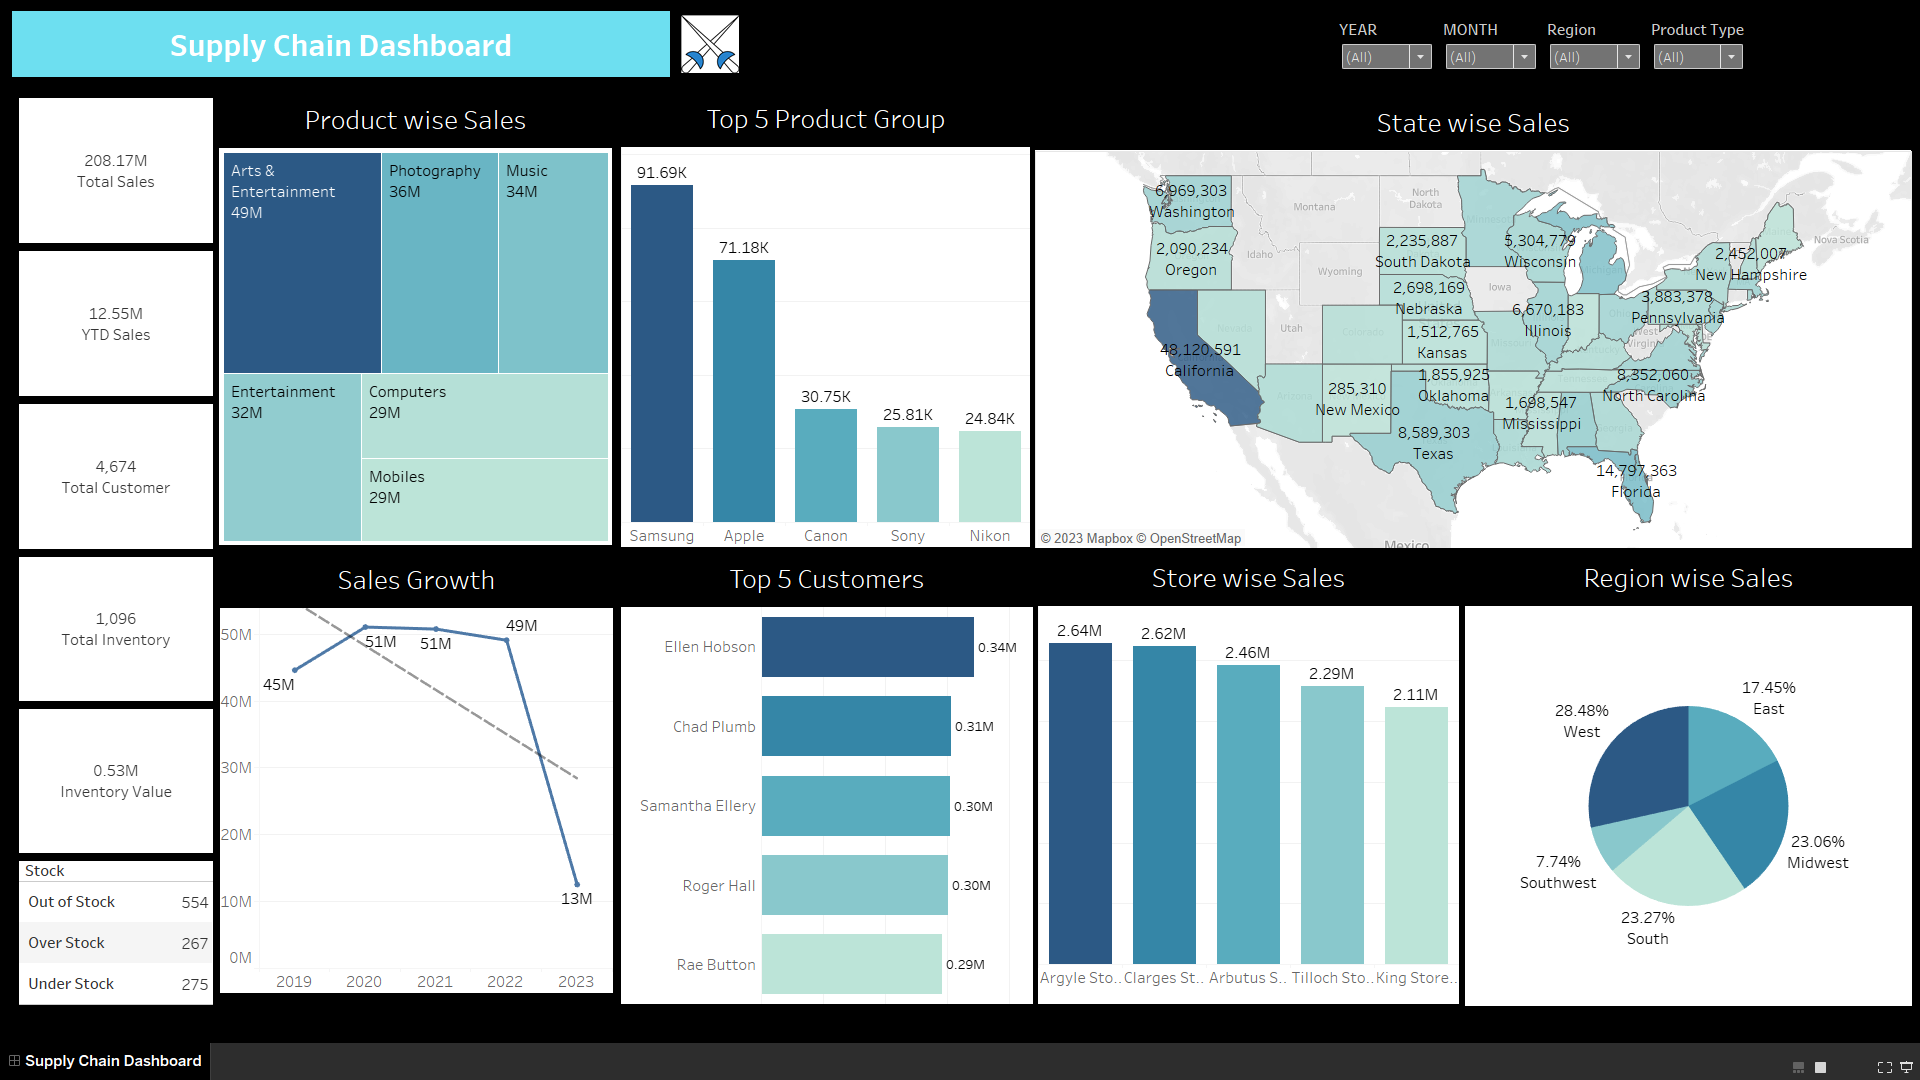 Supply Chain Dashboard
YEAR
(All)
MONTH
(All)
Region
(All)
Product Type
(All)
208.17M
Total Sales
12.55M
YTD Sales
4,674
Total Customer
1,096
Total Inventory
0.53M
Inventory Value
Stock
Out of Stock 554
Over Stock 267
Under Stock 275
Product wise Sales
Arts &
Entertainment
49M
Photography
36M
Music
34M
Entertainment
32M
Computers
29M
Mobiles
29M
Top 5 Product Group
91.69K
71.18K
30.75K
25.81K
24.84K
Samsung Apple Canon Sony Nikon
State wise Sales
6,969,303
Washington
Montana
North
Dakota
Minnesota
2,090,234
Oregon
Idaho
Wyoming
2,235,887
South Dakota
5,304,779
Wisconsin
Michigan
2,452,007
New Hampshire
Nova Scotia
2,698,169
Nebraska
Iowa
3,883,378
Pennsylvania
Nevada
Utah
Colorado
1,512,765
Kansas
Missouri
6,670,183
Illinois
Ohio
West
Virginia
48,120,591
California
Arizona
285,310
New Mexico
1,855,925
Oklahoma
1,698,547
Mississippi
Tennessee
8,352,060
North Carolina
Georgia
8,589,303
Texas
14,797,363
Florida
Mexico
© 2023 Mapbox © OpenStreetMap
Sales Growth
50M
40M
30M
20M
10M
0M
45M
51M
51M
49M
13M
2019 2020 2021 2022 2023
Top 5 Customers
Ellen Hobson 0.34M
Chad Plumb 0.31M
Samantha Ellery 0.30M
Roger Hall 0.30M
Rae Button 0.29M
Store wise Sales
2.64M
2.62M
2.46M
2.29M
2.11M
Argyle Sto.. Clarges St.. Arbutus S.. Tilloch Sto.. King Store..
Region wise Sales
17.45%
East
28.48%
West
23.06%
Midwest
7.74%
Southwest
23.27%
South
Supply Chain Dashboard